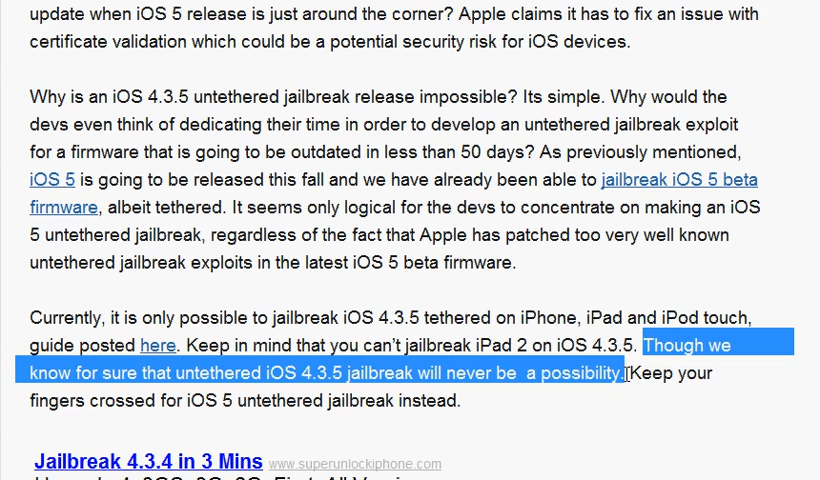 update when iOS 5 release is just around the corner? Apple claims it has to fix an issue with
certificate validation which could be a potential security risk for iOS devices.
Why is an iOS 4.3.5 untethered jailbreak release impossible? Its simple. Why would the
devs even think of dedicating their time in order to develop an untethered jailbreak exploit
for a firmware that is going to be outdated in less than 50 days? As previously mentioned,
iOS 5 is going to be released this fall and we have already been able to jailbreak iOS 5 beta
firmware, albeit tethered. It seems only logical for the devs to concentrate on making an iOS
5 untethered jailbreak, regardless of the fact that Apple has patched too very well known
untethered jailbreak exploits in the latest iOS 5 beta firmware.
Currently, it is only possible to jailbreak iOS 4.3.5 tethered on iPhone, iPad and iPod touch,
guide posted here. Keep in mind that you can't jailbreak iPad 2 on iOS 4.3.5. Though we
know for sure that untethered iOS 4.3.5 jailbreak will never be  a possibility. Keep your
fingers crossed for iOS 5 untethered jailbreak instead.
Jailbreak 4.3.4 in 3 Mins www.superunlockiphone.com